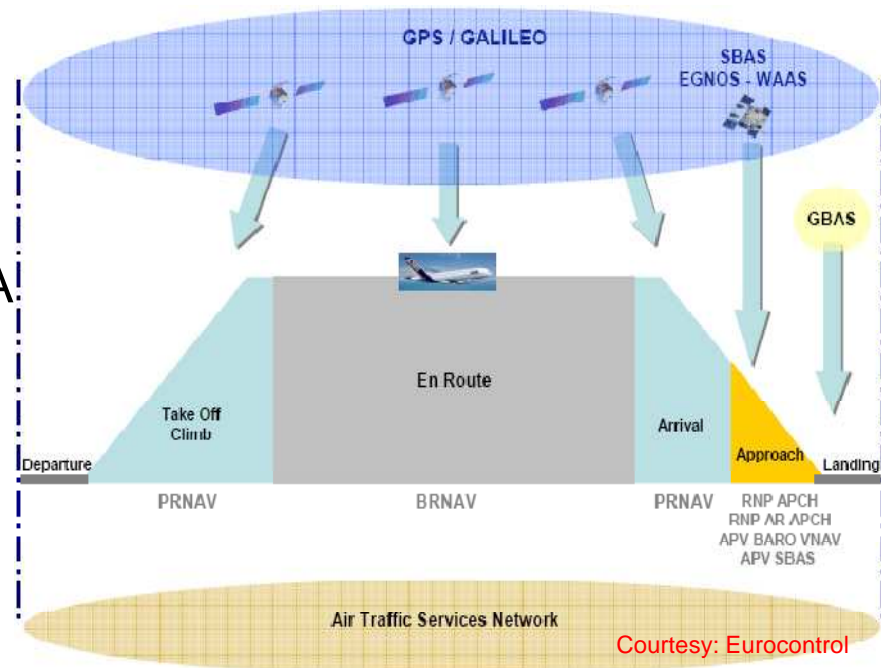 GPS / GALILEO
SBAS
EGNOS - WAAS
GBAS
A
En Route
Take Off
Climb
Arrival
Approach
Departure
Landing
PRNAV
BRNAV
PRNAV
RNP APCH
RNP AR APCH
APV BARO VNAV
APV SBAS
Air Traffic Services Network
Courtesy: Eurocontrol